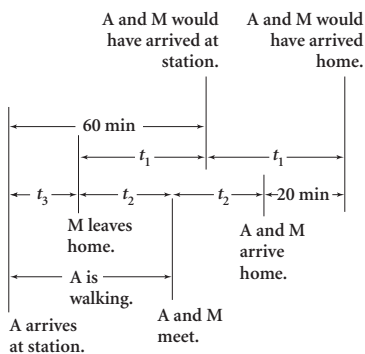 A and M would
have arrived at
station.
A and M would
have arrived
home.
60 min
t₁
t₁
t₃
t₂
t₂
20 min
M leaves
home.
A and M
arrive
home.
A is
walking.
A arrives
at station.
A and M
meet.